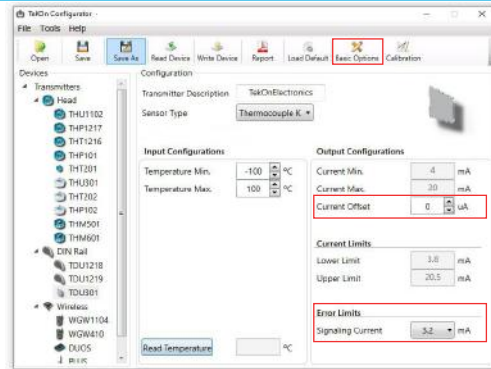 TekOn Configurator -
File Tools Help
Open Save Save As Read Device Write Device Report Load Default Basic Options Calibration
Devices
Transmitters
Head
THU1102
THP1217
THT1216
THP101
THT201
THU301
THT202
THP102
THM501
THM601
DIN Rail
TDU1218
TDU1219
TDU301
Wireless
WGW1104
WGW410
DUOS
PLUS
Configuration
Transmitter Description TekOnElectronics
Sensor Type Thermocouple K
Input Configurations
Temperature Min. -100 ºC
Temperature Max. 100 ºC
Read Temperature ºC
Output Configurations
Current Min. 4 mA
Current Max. 20 mA
Current Offset 0 uA
Current Limits
Lower Limit 3.8 mA
Upper Limit 20.5 mA
Error Limits
Signaling Current 3.2 mA